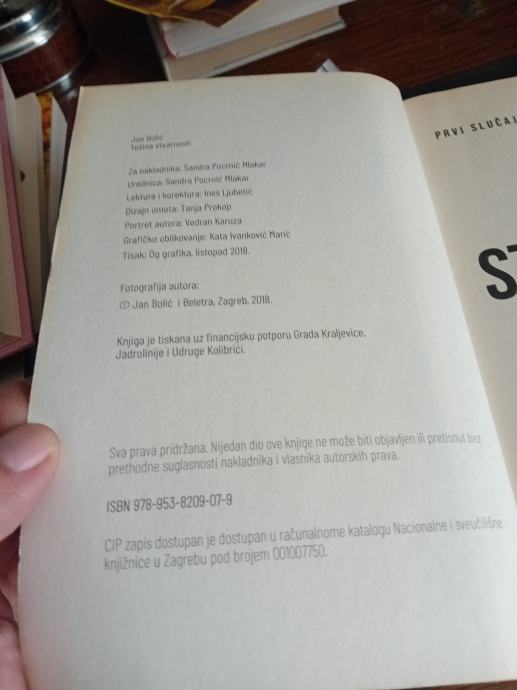 Jan Bolić
Težina stvarnosti
Za nakladnika: Sandra Pocrnić Mlakar
Urednica: Sandra Pocrnić Mlakar
Lektura i korektura: Ines Ljubetić
Dizajn omota: Tanja Prokop
Portret autora: Vedran Karuza
Grafičko oblikovanje: Kata Ivanković Marić
Tisak: Og grafika, listopad 2018.
Fotografija autora:
© Jan Bolić i Beletra, Zagreb, 2018.
Knjiga je tiskana uz financijsku potporu Grada Kraljevice,
Jadrolinije i Udruge Kolibrići.
Sva prava pridržana. Nijedan dio ove knjige ne može biti objavljen ili pretisnut bez
prethodne suglasnosti nakladnika i vlasnika autorskih prava.
ISBN 978-953-8209-07-9
CIP zapis dostupan je dostupan u računalnome katalogu Nacionalne i sveučilišne
knjižnice u Zagrebu pod brojem 001007750.
PRVI SLUČAJ